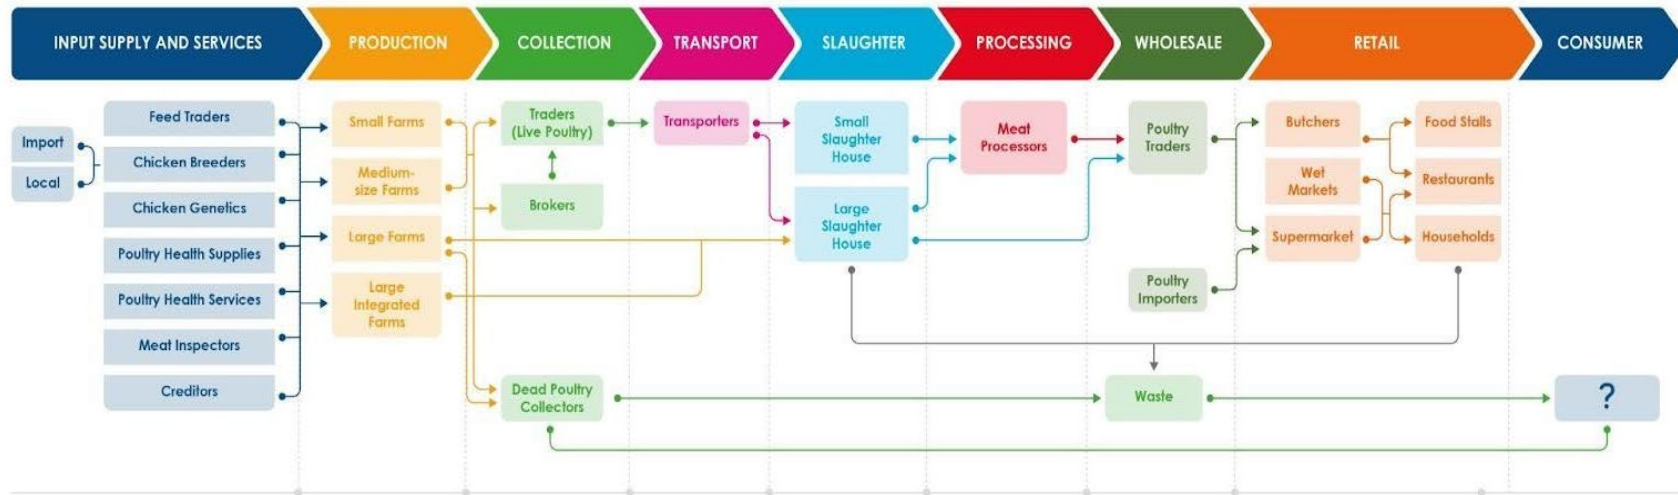 INPUT SUPPLY AND SERVICES
PRODUCTION
COLLECTION
TRANSPORT
SLAUGHTER
PROCESSING
WHOLESALE
RETAIL
CONSUMER
Import
Local
Feed Traders
Chicken Breeders
Chicken Genetics
Poultry Health Supplies
Poultry Health Services
Meat Inspectors
Creditors
Small Farms
Medium-
size Farms
Large Farms
Large
Integrated
Farms
Traders
(Live Poultry)
Brokers
Dead Poultry
Collectors
Transporters
Small
Slaughter
House
Large
Slaughter
House
Meat
Processors
Poultry
Traders
Poultry
Importers
Waste
Butchers
Wet
Markets
Supermarket
Food Stalls
Restaurants
Households
?